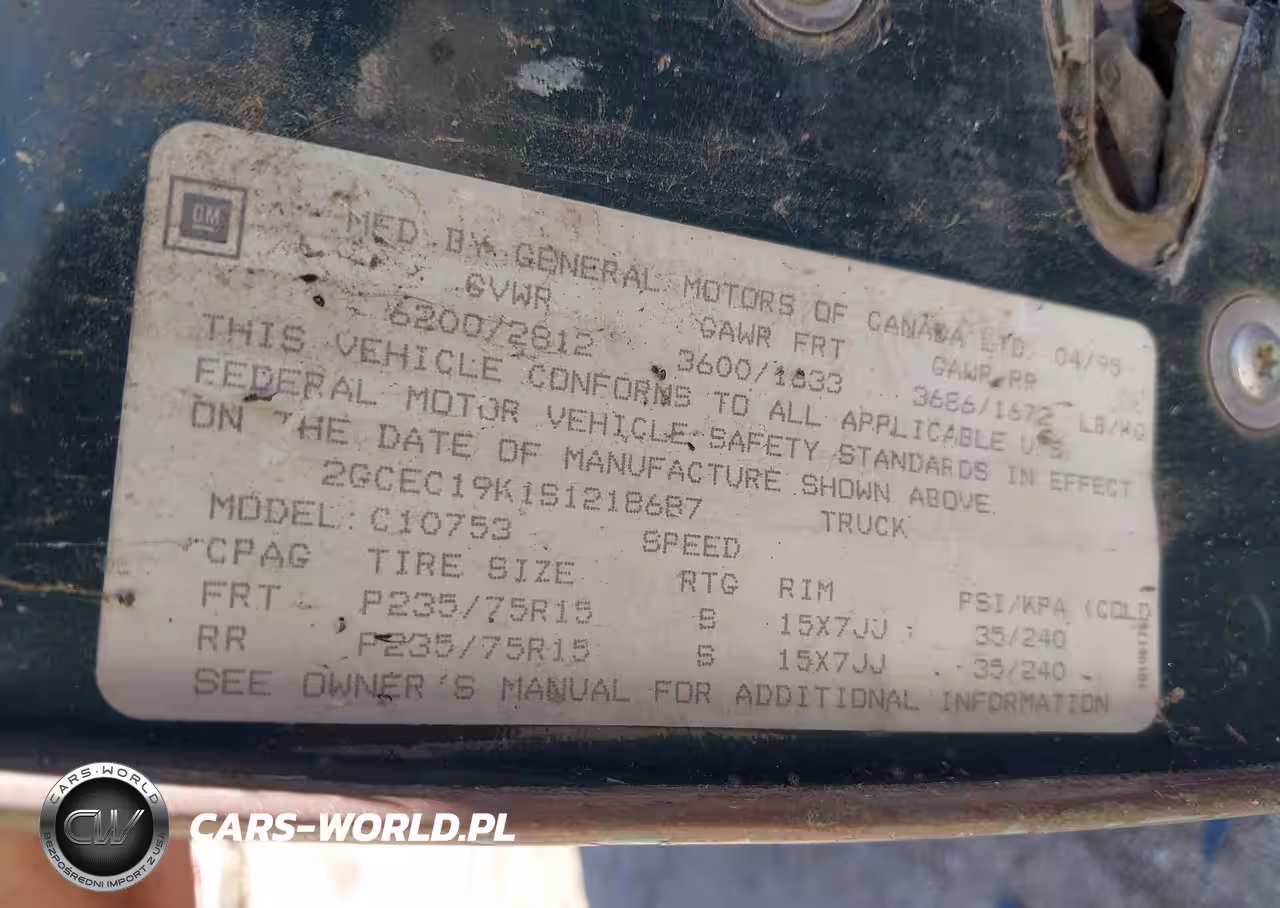 GM
MFD BY GENERAL MOTORS OF CANADA LTD 04/95
GVWR GAWR FRT GAWR RR
6200/2812 3600/1633 3686/1672 LB/KG
THIS VEHICLE CONFORMS TO ALL APPLICABLE U.S.
FEDERAL MOTOR VEHICLE SAFETY STANDARDS IN EFFECT
ON THE DATE OF MANUFACTURE SHOWN ABOVE
2GCEC19K1S1218687 TRUCK
MODEL: C10753
CPAG TIRE SIZE SPEED RTG RIM PSI/KPA (COLD
FRT P235/75R15 S 15X7JJ 35/240
RR P235/75R15 S 15X7JJ 35/240
SEE OWNER'S MANUAL FOR ADDITIONAL INFORMATION
CARS-WORLD
CW
BEZPOŚREDNI IMPORT Z USA
CARS-WORLD.PL